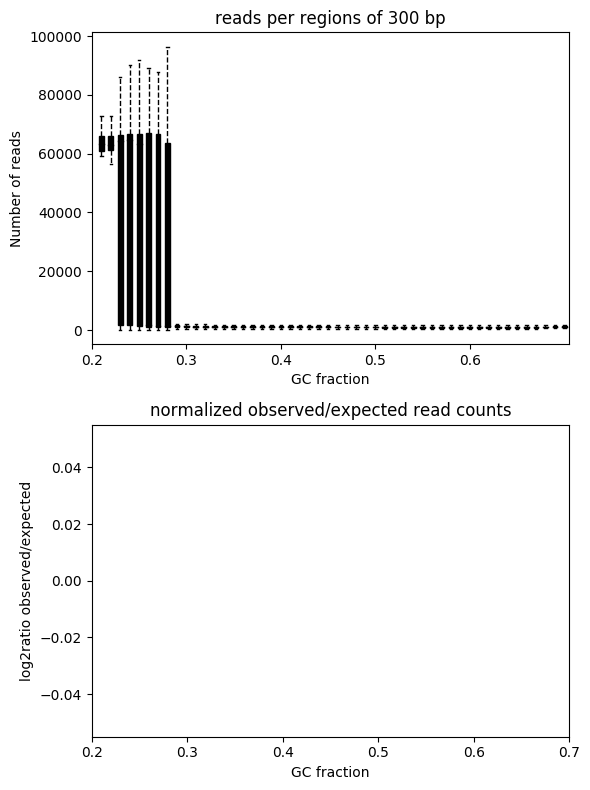 reads per regions of 300 bp
100000
80000
60000
40000
20000
0
Number of reads
0.2 0.3 0.4 0.5 0.6
GC fraction
normalized observed/expected read counts
0.04
0.02
0.00
−0.02
−0.04
log2ratio observed/expected
0.2 0.3 0.4 0.5 0.6 0.7
GC fraction